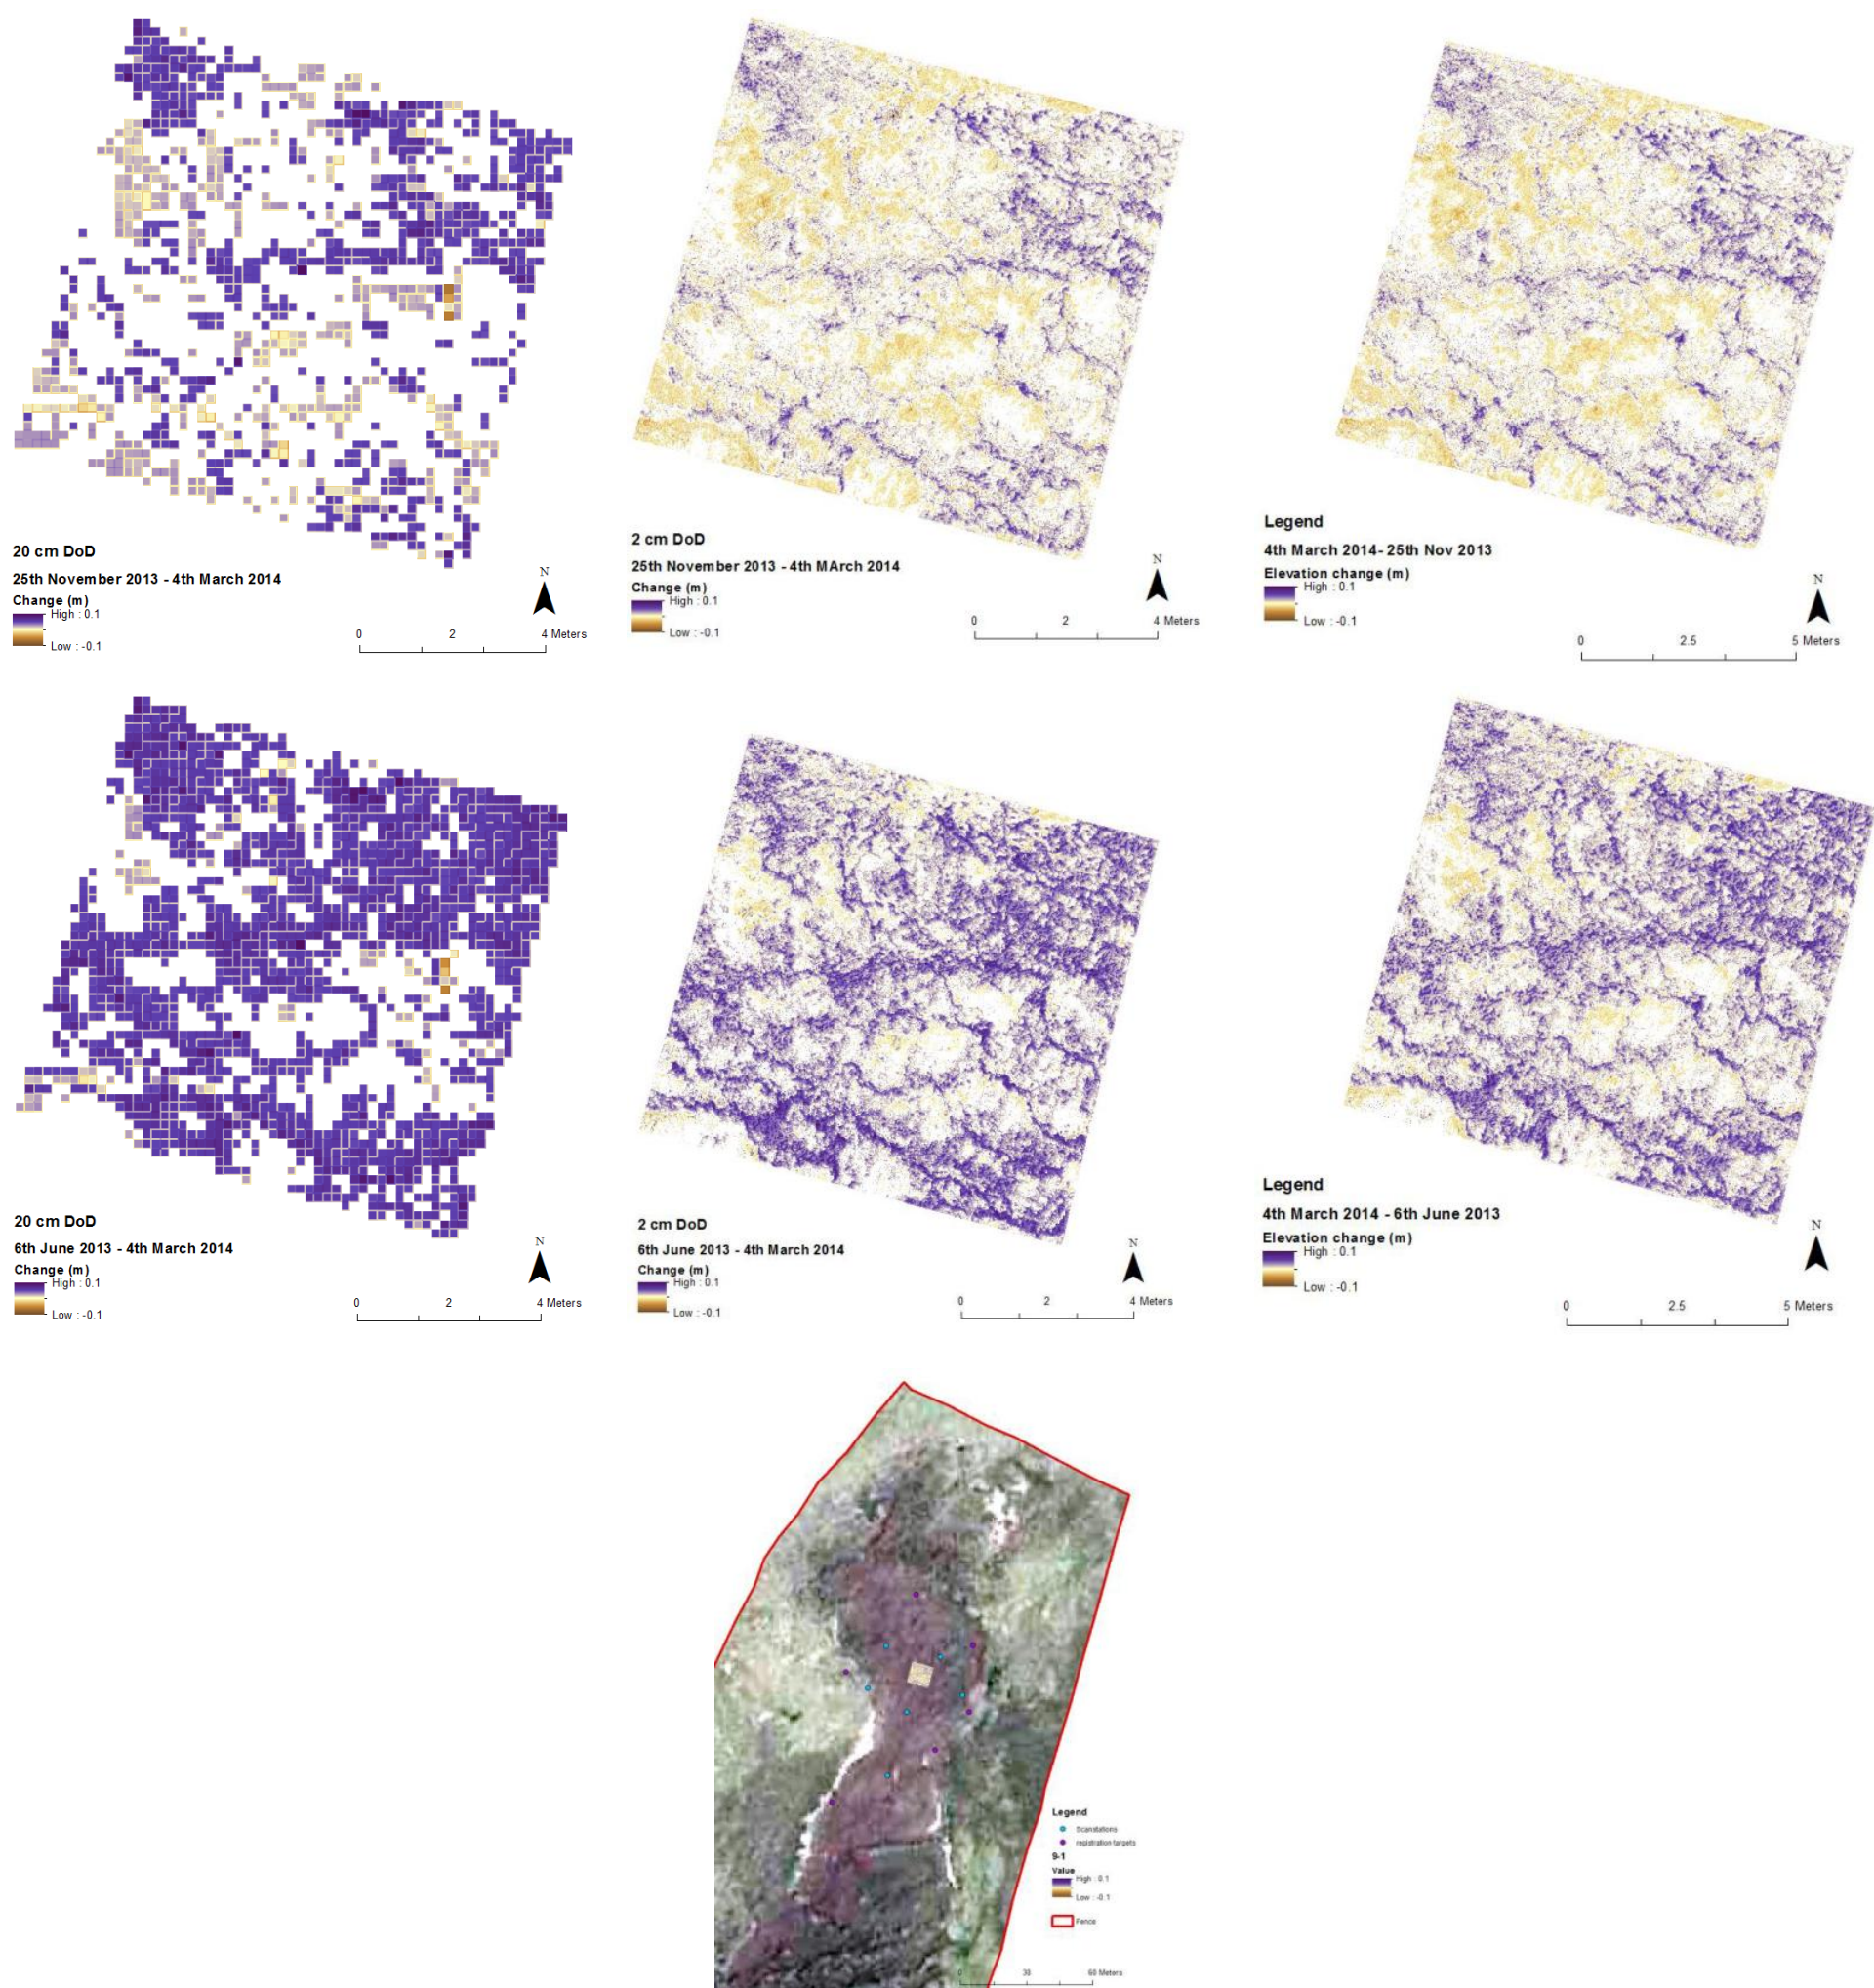 20 cm DoD
25th November 2013 - 4th March 2014
Change (m)
High : 0.1
Low : -0.1
N
0 2 4 Meters
2 cm DoD
25th November 2013 - 4th MArch 2014
Change (m)
High : 0.1
Low : -0.1
N
0 2 4 Meters
Legend
4th March 2014- 25th Nov 2013
Elevation change (m)
High : 0.1
Low : -0.1
N
0 2.5 5 Meters
20 cm DoD
6th June 2013 - 4th March 2014
Change (m)
High : 0.1
Low : -0.1
N
0 2 4 Meters
2 cm DoD
6th June 2013 - 4th March 2014
Change (m)
High : 0.1
Low : -0.1
N
0 2 4 Meters
Legend
4th March 2014 - 6th June 2013
Elevation change (m)
High : 0.1
Low : -0.1
N
0 2.5 5 Meters
Legend
Scanstations
registration targets
9-1
Value
High : 0.1
Low : -0.1
Fence
0 30 60 Meters